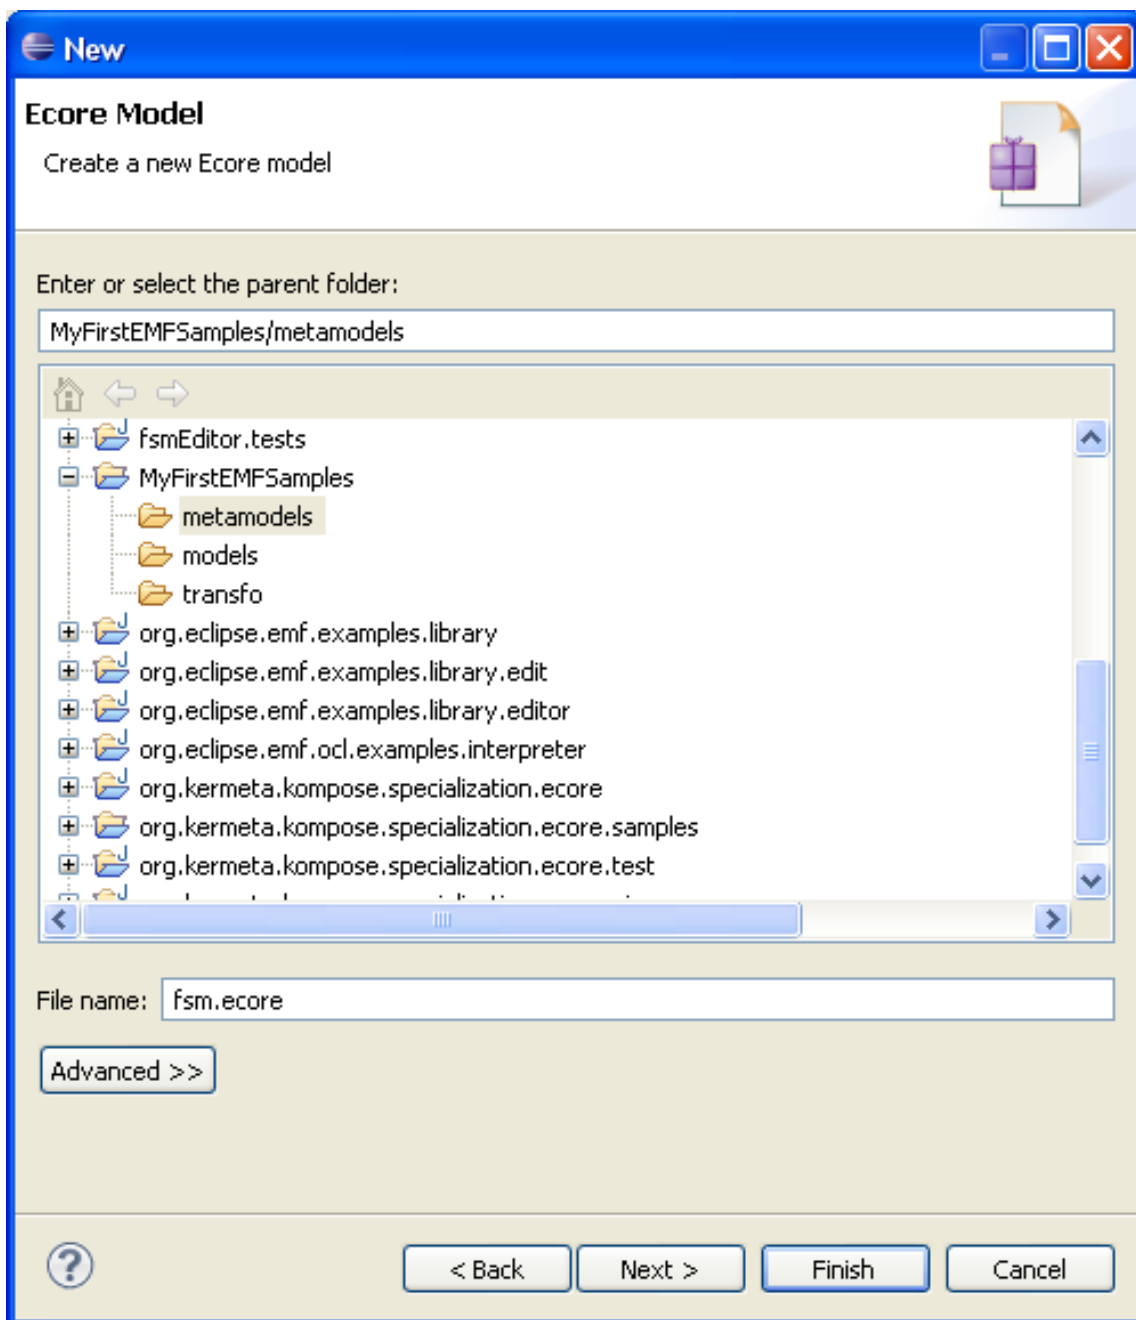 New
Ecore Model
Create a new Ecore model
Enter or select the parent folder:
MyFirstEMFSamples/metamodels
fsmEditor.tests
MyFirstEMFSamples
metamodels
models
transfo
org.eclipse.emf.examples.library
org.eclipse.emf.examples.library.edit
org.eclipse.emf.examples.library.editor
org.eclipse.emf.ocl.examples.interpreter
org.kermeta.kompose.specialization.ecore
org.kermeta.kompose.specialization.ecore.samples
org.kermeta.kompose.specialization.ecore.test
File name: fsm.ecore
Advanced >>
? < Back Next > Finish Cancel